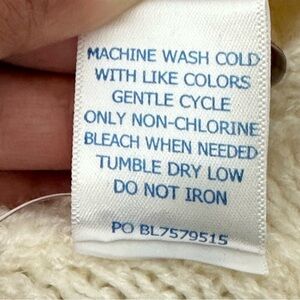 MACHINE WASH COLD
WITH LIKE COLORS
GENTLE CYCLE
ONLY NON-CHLORINE
BLEACH WHEN NEEDED
TUMBLE DRY LOW
DO NOT IRON
PO BL7579515